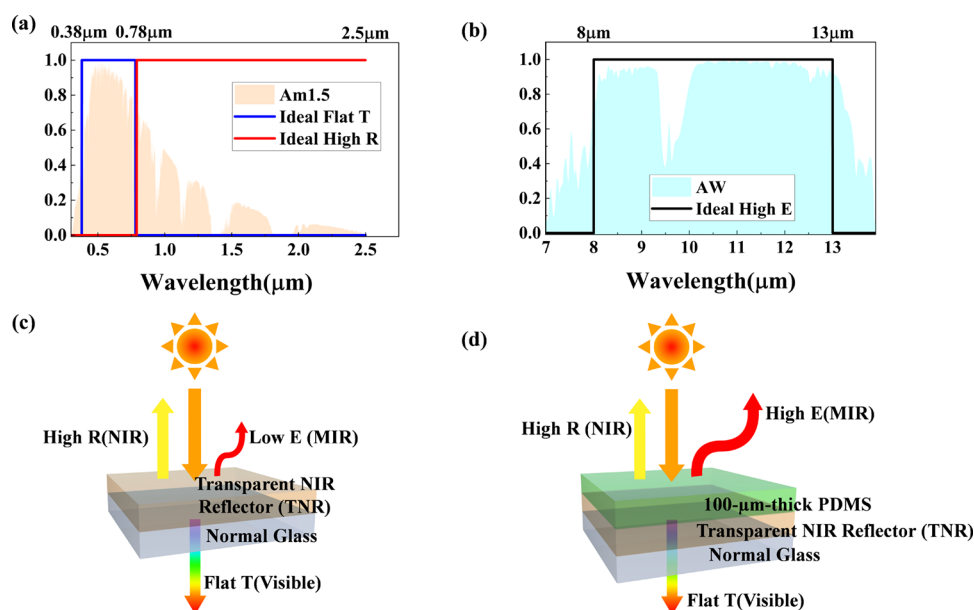 (a)
0.38μm 0.78μm 2.5μm
1.0
0.8
0.6
0.4
0.2
0.0
Am1.5
Ideal Flat T
Ideal High R
0.5 1.0 1.5 2.0 2.5
Wavelength(μm)
(b)
8μm 13μm
1.0
0.8
0.6
0.4
0.2
0.0
AW
Ideal High E
7 8 9 10 11 12 13
Wavelength(μm)
(c)
High R(NIR)
Low E (MIR)
Transparent NIR
Reflector (TNR)
Normal Glass
Flat T(Visible)
(d)
High R (NIR)
High E(MIR)
100-μm-thick PDMS
Transparent NIR Reflector (TNR)
Normal Glass
Flat T(Visible)